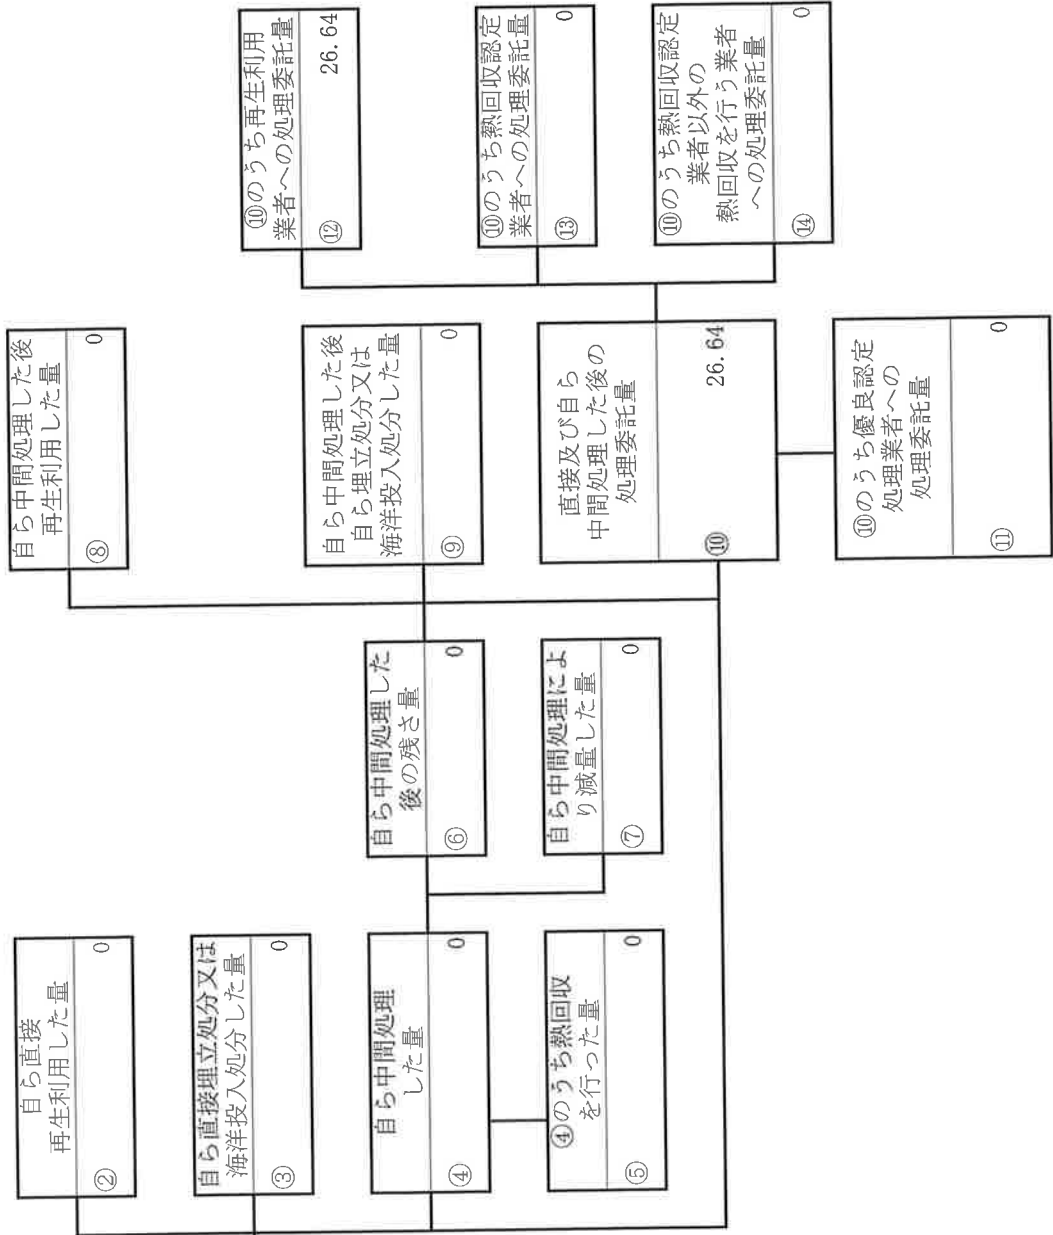 自ら直接
再生利用した量
②
0
自ら直接埋立処分又は
海洋投入処分した量
③
0
自ら中間処理
した量
④
0
④のうち熱回収
を行った量
⑤
0
自ら中間処理した
後の残さ量
⑥
0
自ら中間処理によ
り減量した量
⑦
0
自ら中間処理した後
再生利用した量
⑧
0
自ら中間処理した後
自ら埋立処分又は
海洋投入処分した量
⑨
0
直接及び自ら
中間処理した後の
処理委託量
⑩
26.64
⑩のうち優良認定
処理業者への
処理委託量
⑪
0
⑩のうち再生利用
業者への処理委託量
⑫
26.64
⑩のうち熱回収認定
業者への処理委託量
⑬
0
⑩のうち熱回収認定
業者以外の
熱回収を行う業者
への処理委託量
⑭
0